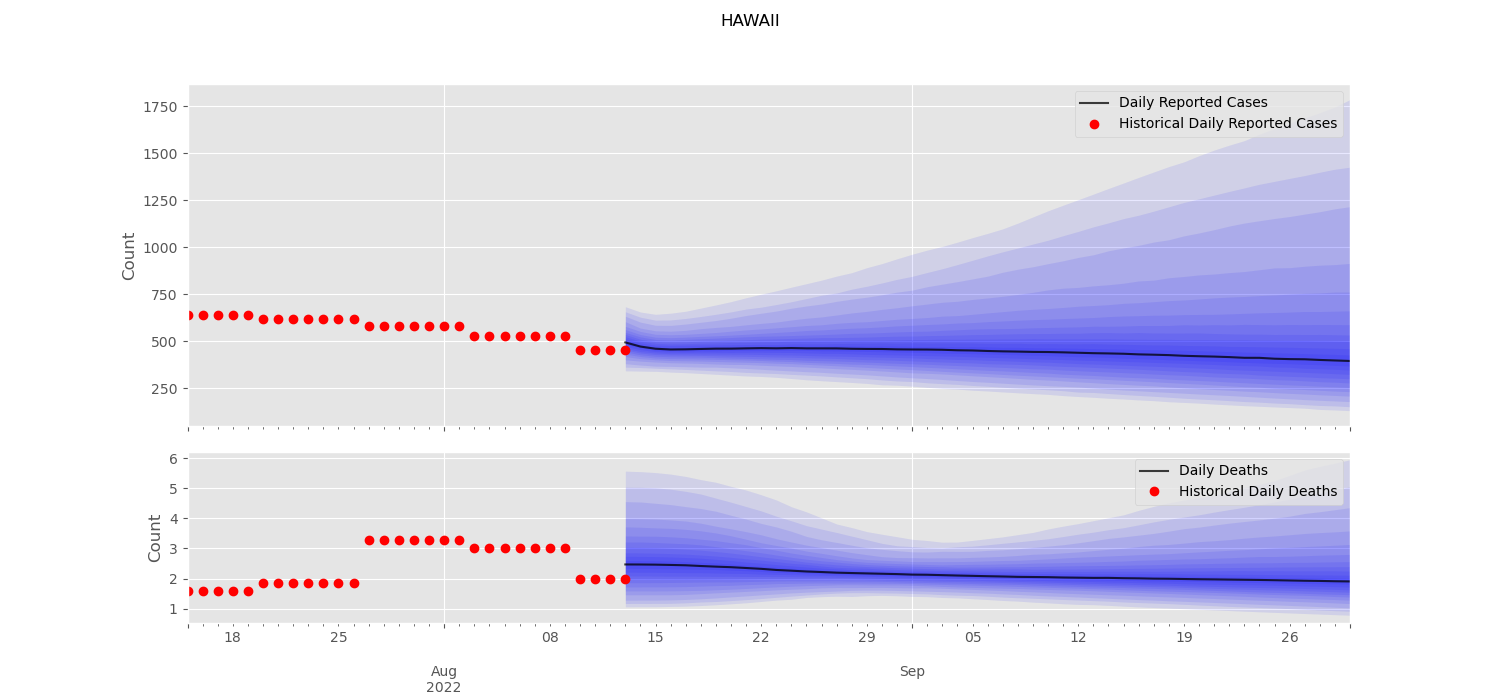 HAWAII
Daily Reported Cases
Historical Daily Reported Cases
Count
1750
1500
1250
1000
750
500
250
Daily Deaths
Historical Daily Deaths
Count
6
5
4
3
2
1
18 25 08 15 22 29 05 12 19 26
Aug Sep
2022